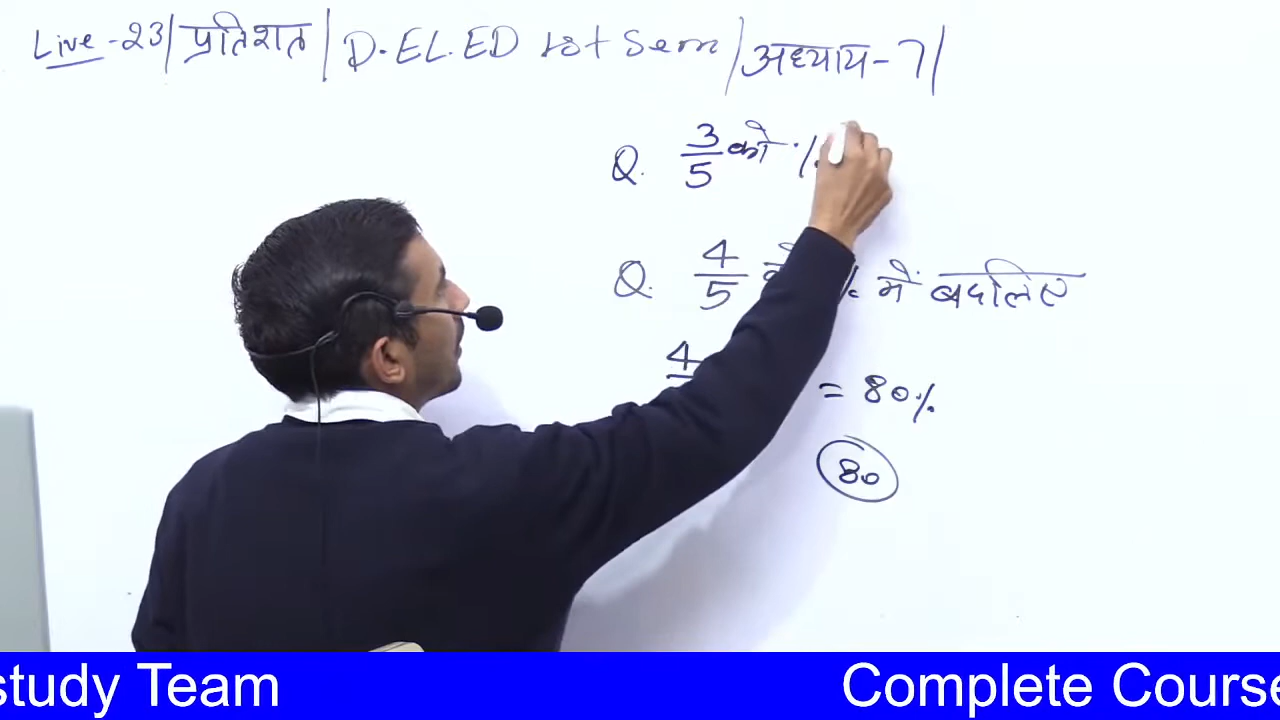 Live-23/ प्रतिशत / D.EL.ED 1st Sem / अध्याय-7/
Q. 3/5 को %
Q. 4/5 % में बदलिए
4 = 80%
80
study Team Complete Course